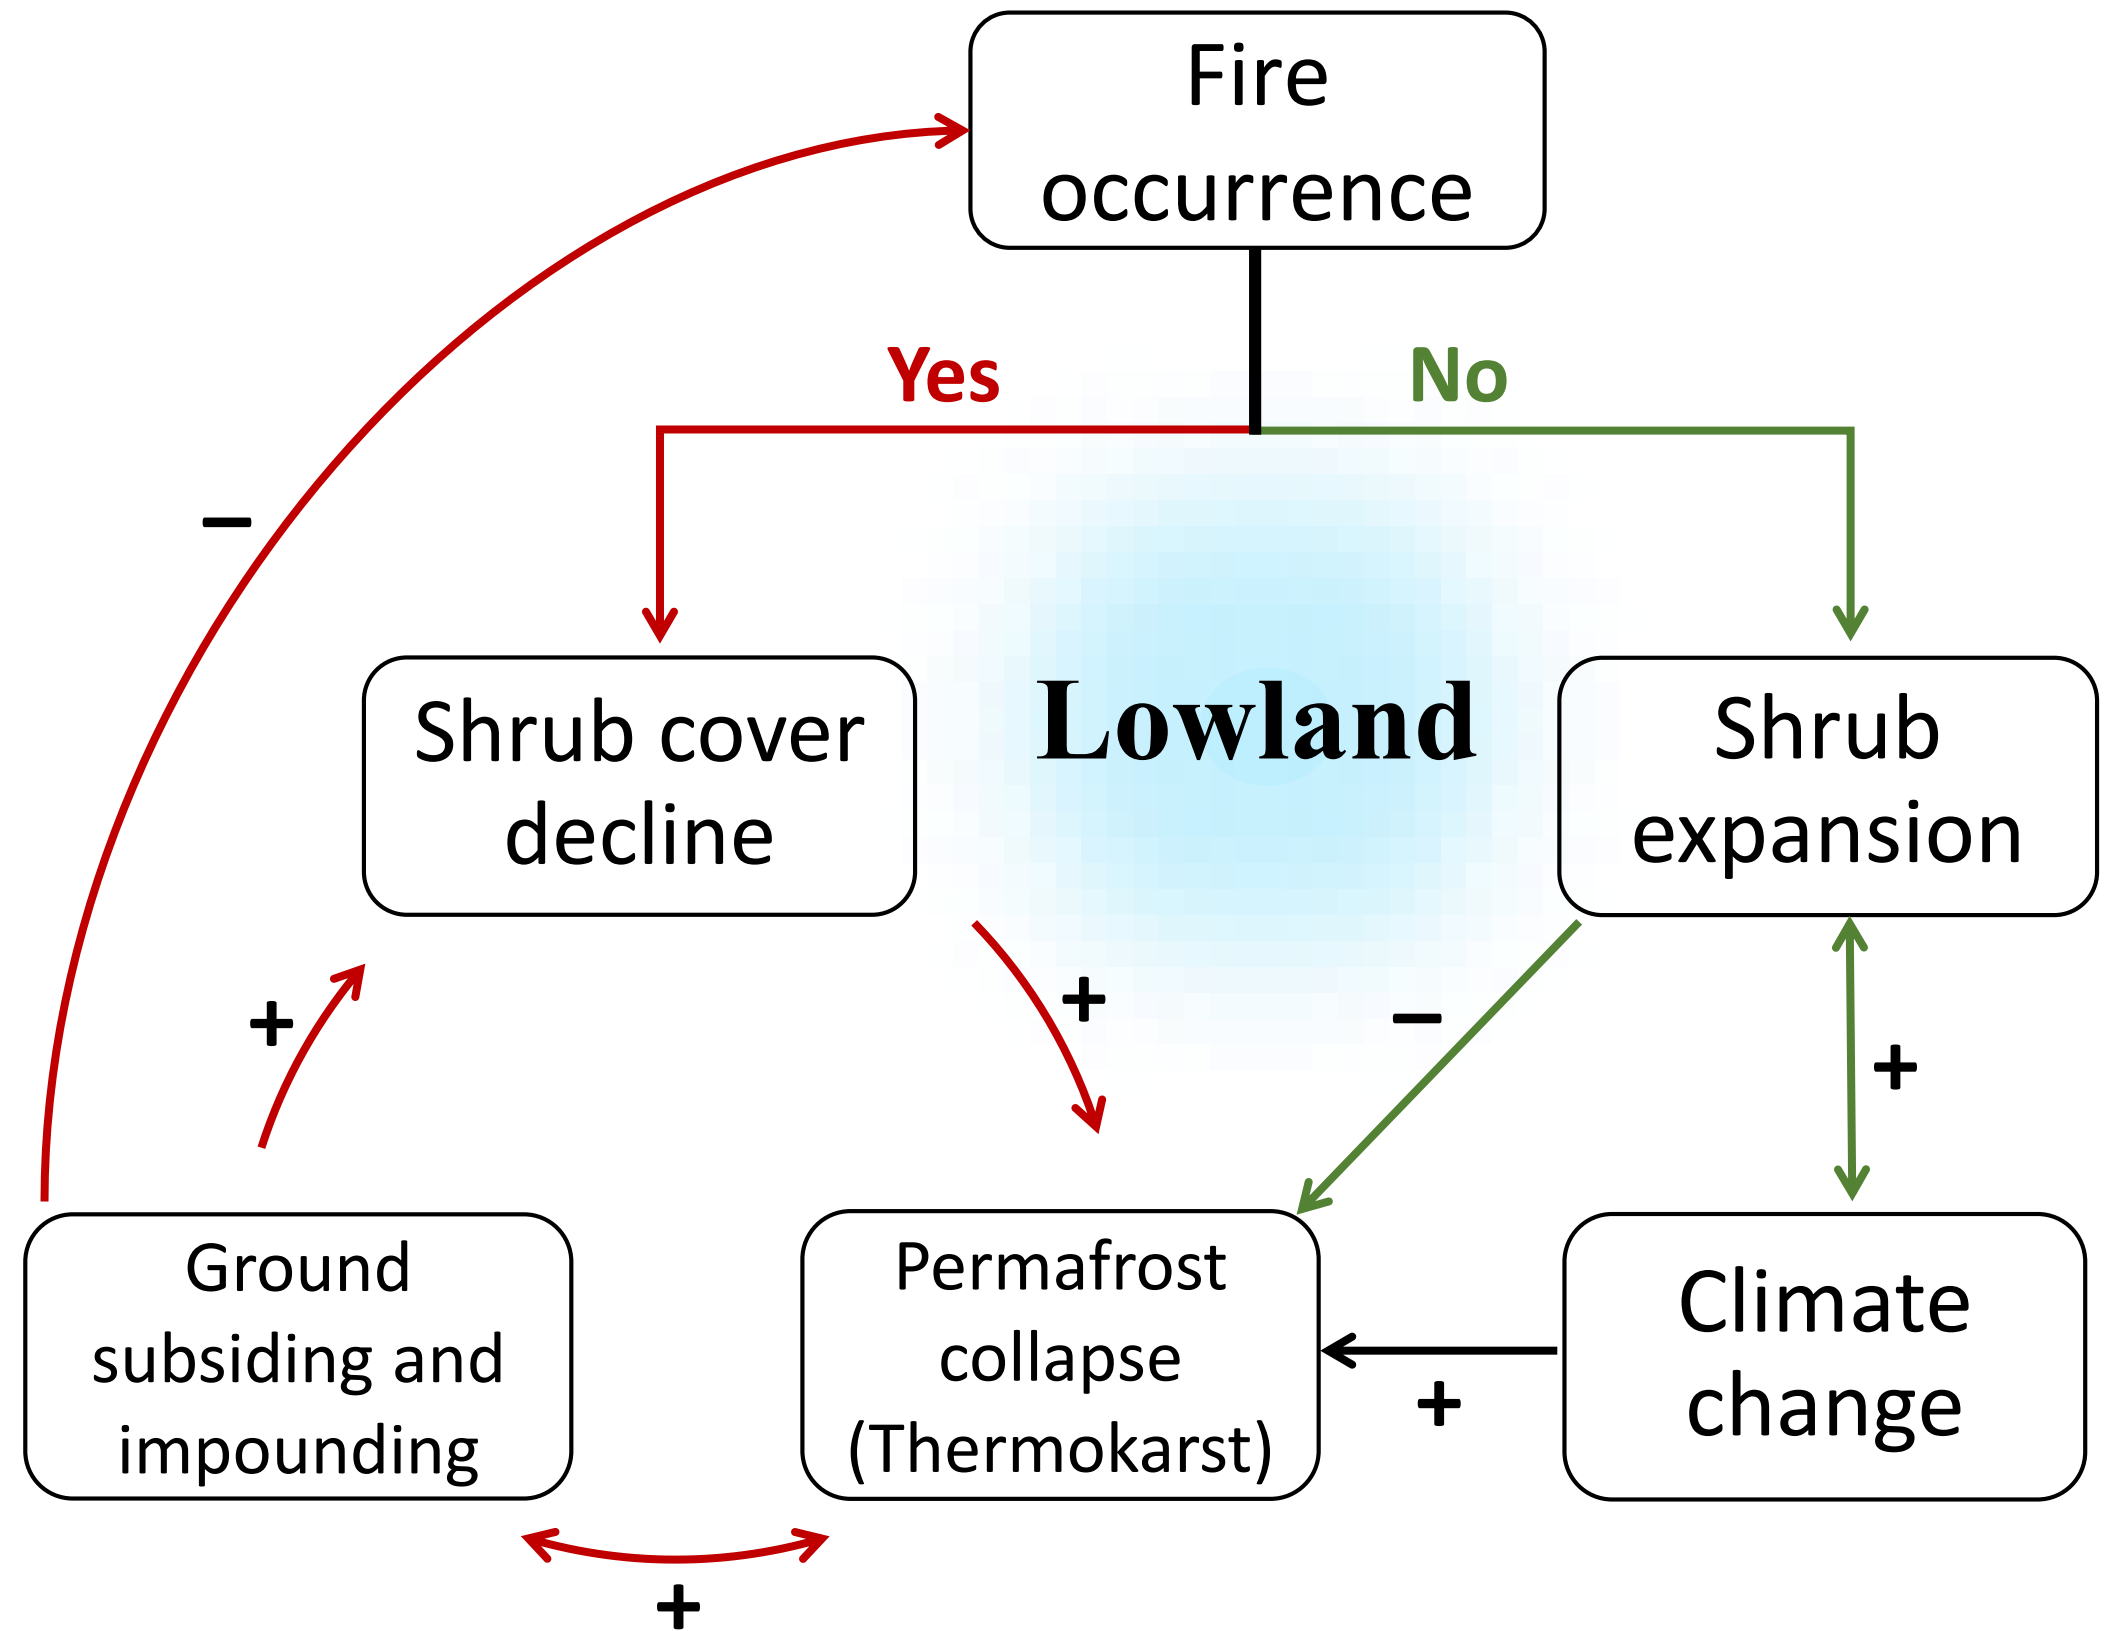 Fire
occurrence
Yes
No
–
Shrub cover
decline
Lowland
Shrub
expansion
+
+
–
+
Ground
subsiding and
impounding
Permafrost
collapse
(Thermokarst)
Climate
change
+
+